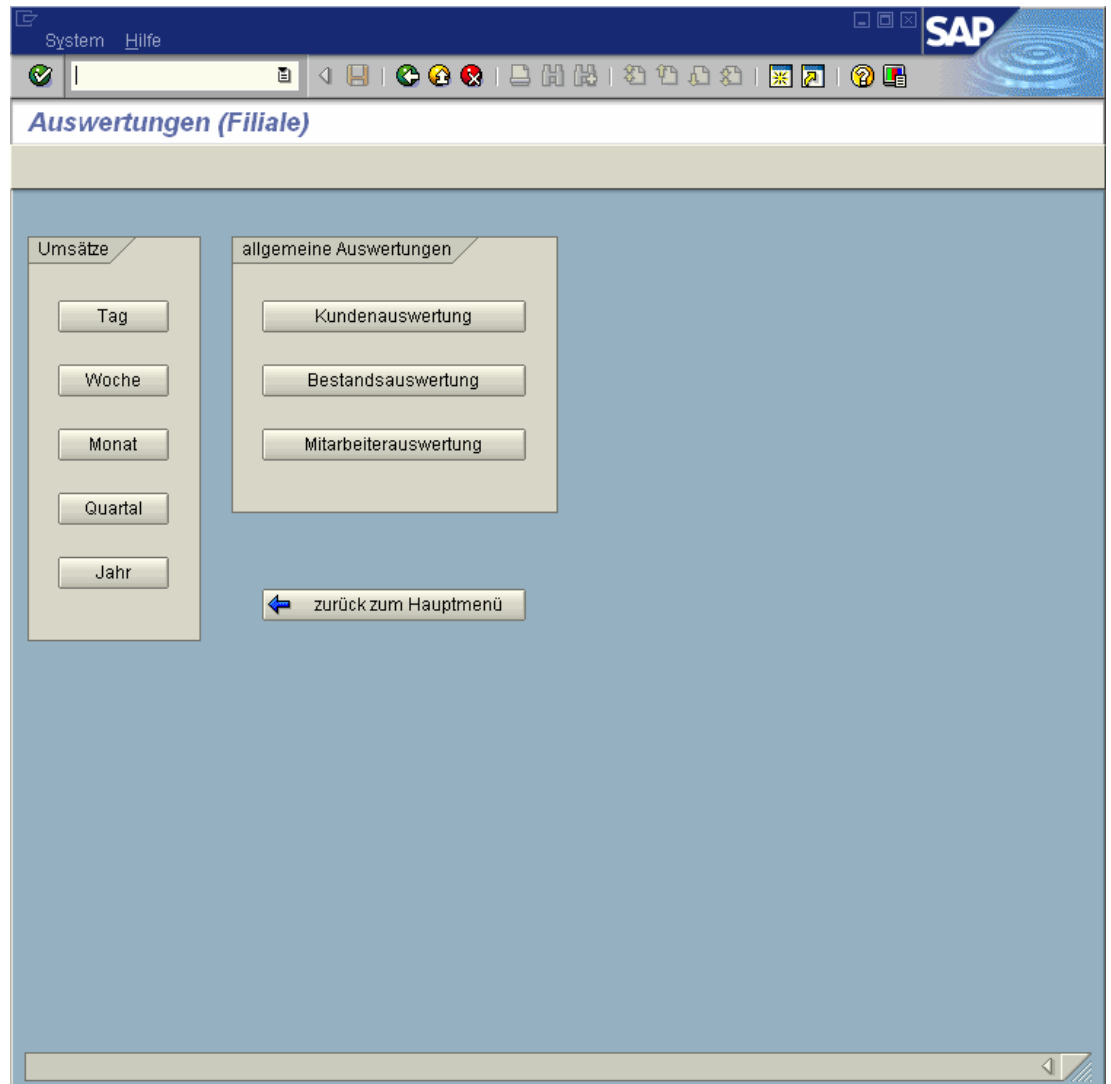 System Hilfe
SAP
Auswertungen (Filiale)
Umsätze
Tag
Woche
Monat
Quartal
Jahr
allgemeine Auswertungen
Kundenauswertung
Bestandsauswertung
Mitarbeiterauswertung
zurück zum Hauptmenü